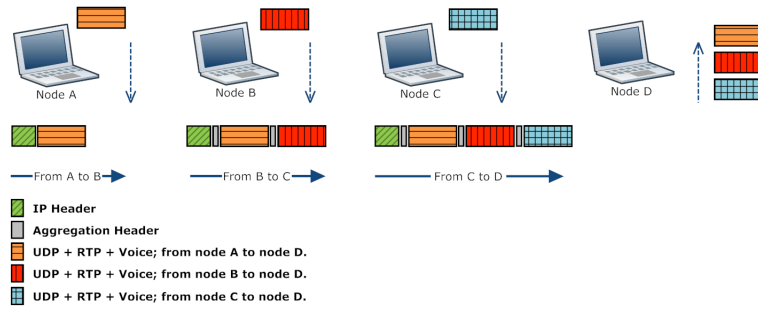 Node A
Node B
Node C
Node D
From A to B
From B to C
From C to D
IP Header
Aggregation Header
UDP + RTP + Voice; from node A to node D.
UDP + RTP + Voice; from node B to node D.
UDP + RTP + Voice; from node C to node D.